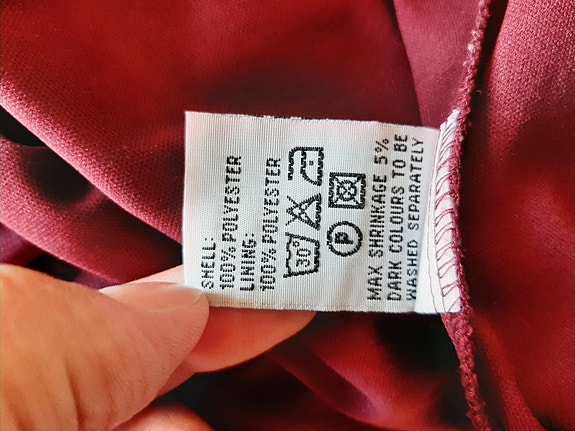 SHELL:
100% POLYESTER
LINING:
100% POLYESTER
30°
P
MAX SHRINKAGE 5%
DARK COLOURS TO BE
WASHED SEPARATELY